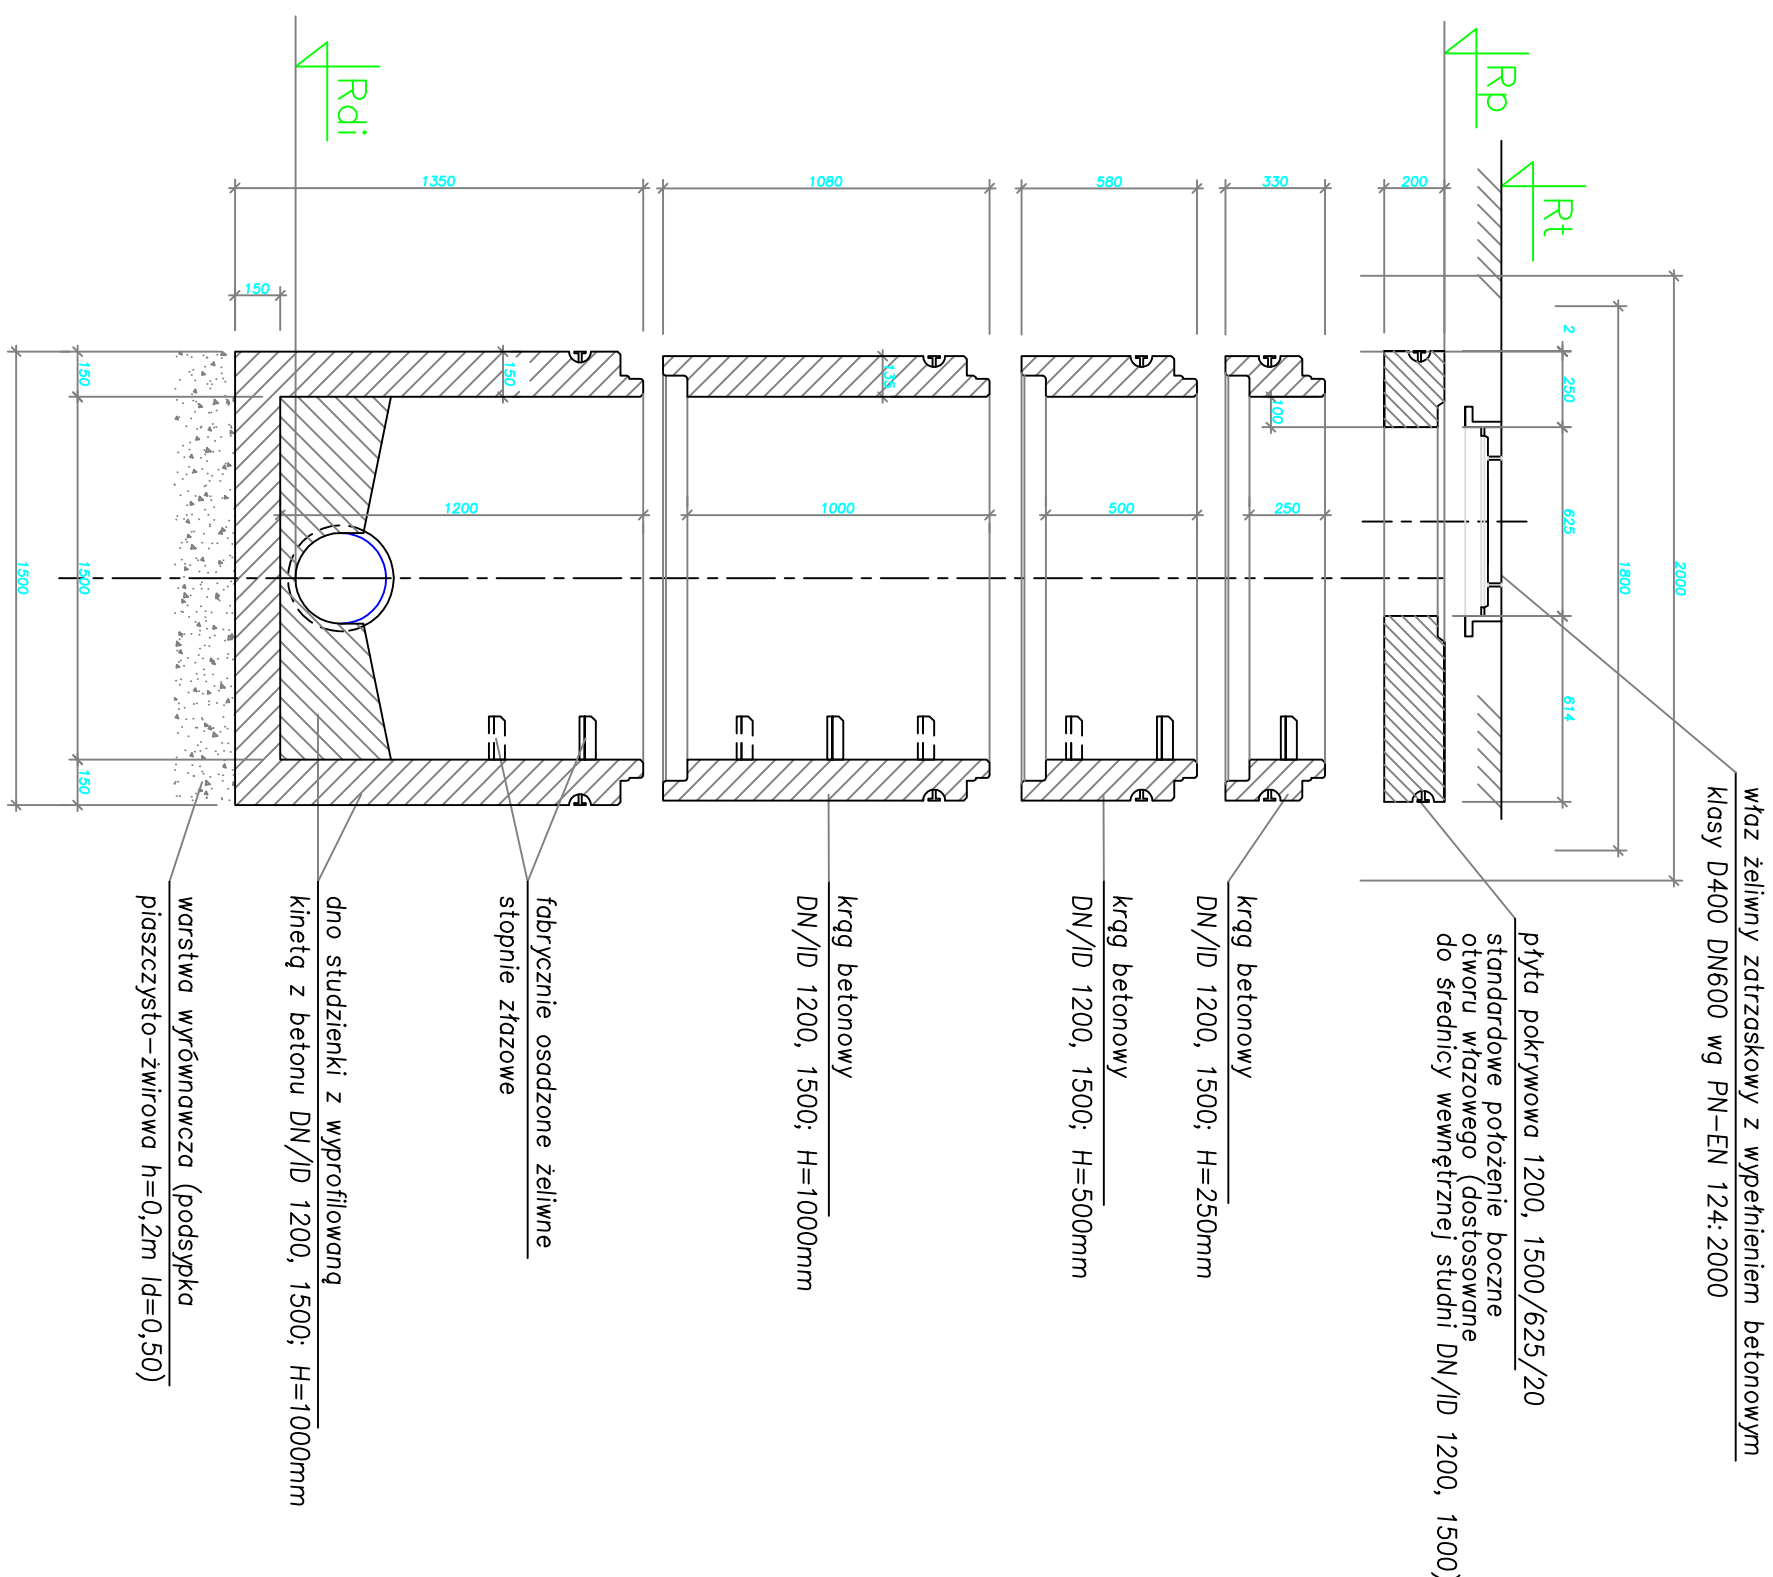 Rt
Rp
Rdi
2000
1800
2
250
625
614
200
330
580
1080
1350
150
100
250
500
1000
1200
135
150
150
1500
150
1500
właz żeliwny zatrzaskowy z wypełnieniem betonowym
klasy D400 DN600 wg PN-EN 124:2000
płyta pokrywowa 1200, 1500/625/20
standardowe położenie boczne
otworu włazowego (dostosowane
do średnicy wewnętrznej studni DN/ID 1200, 1500)
krąg betonowy
DN/ID 1200, 1500; H=250mm
krąg betonowy
DN/ID 1200, 1500; H=500mm
krąg betonowy
DN/ID 1200, 1500; H=1000mm
fabrycznie osadzone żeliwne
stopnie złazowe
dno studzienki z wyprofilowaną
kinetą z betonu DN/ID 1200, 1500; H=1000mm
warstwa wyrównawcza (podsypka
piaszczysto-żwirowa h=0,2m Id=0,50)